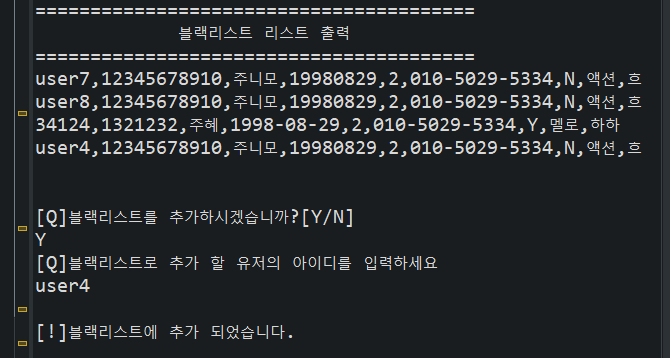 ========================================
블랙리스트 리스트 출력
========================================
user7,12345678910,주니모,19980829,2,010-5029-5334,N,액션,흐
user8,12345678910,주니모,19980829,2,010-5029-5334,N,액션,흐
34124,1321232,주혜,1998-08-29,2,010-5029-5334,Y,멜로,하하
user4,12345678910,주니모,19980829,2,010-5029-5334,N,액션,흐
[Q]블랙리스트를 추가하시겠습니까?[Y/N]
Y
[Q]블랙리스트로 추가 할 유저의 아이디를 입력하세요
user4
[!]블랙리스트에 추가 되었습니다.